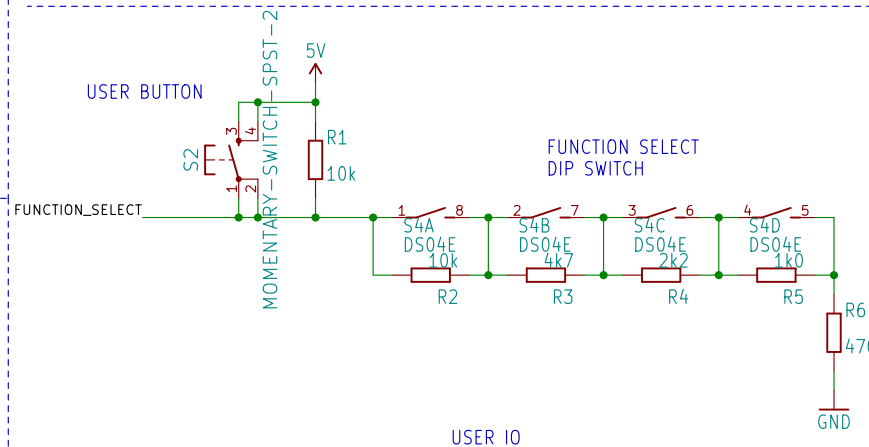 MOMENTARY-SWITCH-SPST-2
5V
USER BUTTON
3
4
S2
R1
10k
1
2
FUNCTION SELECT
DIP SWITCH
FUNCTION_SELECT
1
8
2
7
3
6
4
5
S4A
S4B
S4C
S4D
DS04E
DS04E
DS04E
DS04E
10k
4k7
2k2
1k0
R2
R3
R4
R5
R6
GND
USER IO